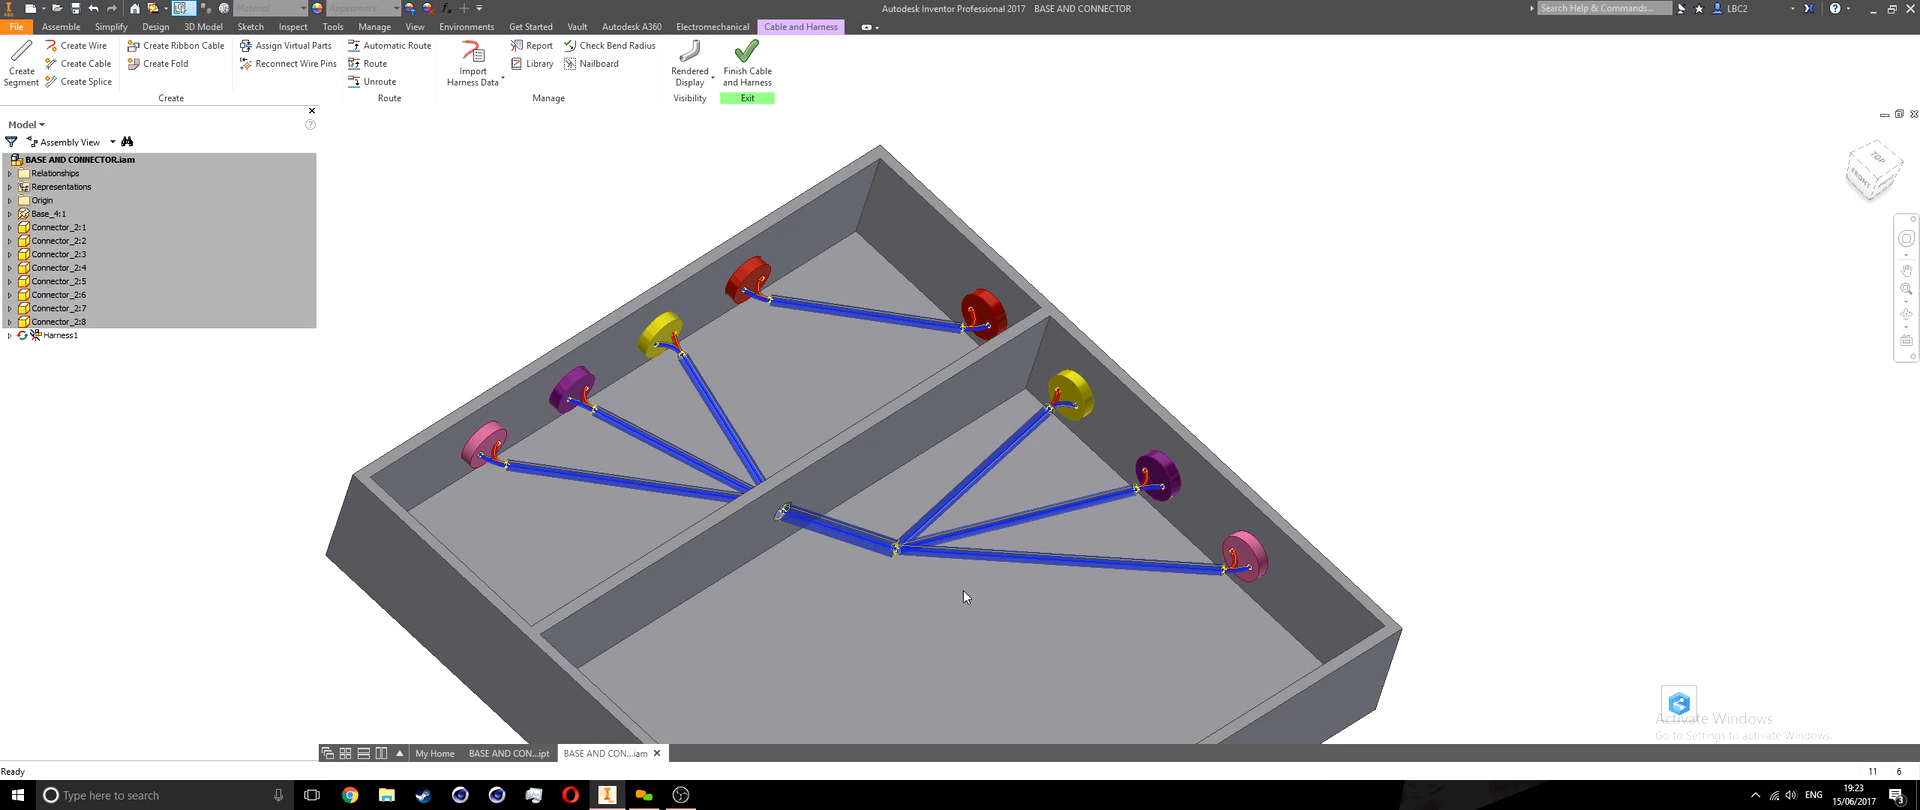 Material
Appearance
Autodesk Inventor Professional 2017 BASE AND CONNECTOR
Search Help & Commands...
LBC2
File Assemble Simplify Design 3D Model Sketch Inspect Tools Manage View Environments Get Started Vault Autodesk A360 Electromechanical Cable and Harness
Create Segment
Create Wire
Create Cable
Create Splice
Create Ribbon Cable
Create Fold
Assign Virtual Parts
Reconnect Wire Pins
Automatic Route
Route
Unroute
Import Harness Data
Report
Library
Check Bend Radius
Nailboard
Rendered Display
Finish Cable and Harness
Create Route Manage Visibility Exit
Model
Assembly View
BASE AND CONNECTOR.iam
Relationships
Representations
Origin
Base_4:1
Connector_2:1
Connector_2:2
Connector_2:3
Connector_2:4
Connector_2:5
Connector_2:6
Connector_2:7
Connector_2:8
Harness1
TOP
FRONT
Activate Windows
Go to Settings to activate Windows.
My Home BASE AND CON...ipt BASE AND CON...iam
Ready
11 6
Type here to search
ENG
19:23
15/06/2017
3